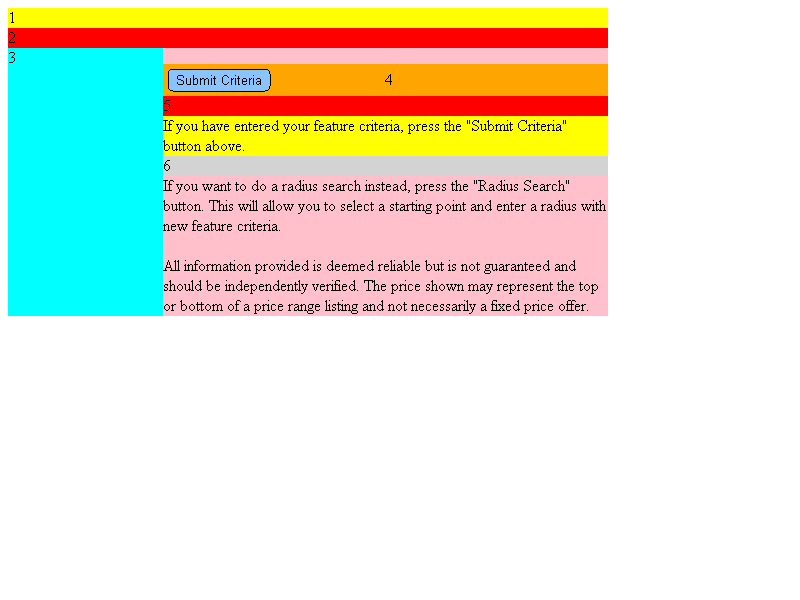 1
2
3
Submit Criteria 4
5
If you have entered your feature criteria, press the "Submit Criteria"
button above.
6
If you want to do a radius search instead, press the "Radius Search"
button. This will allow you to select a starting point and enter a radius with
new feature criteria.
All information provided is deemed reliable but is not guaranteed and
should be independently verified. The price shown may represent the top
or bottom of a price range listing and not necessarily a fixed price offer.